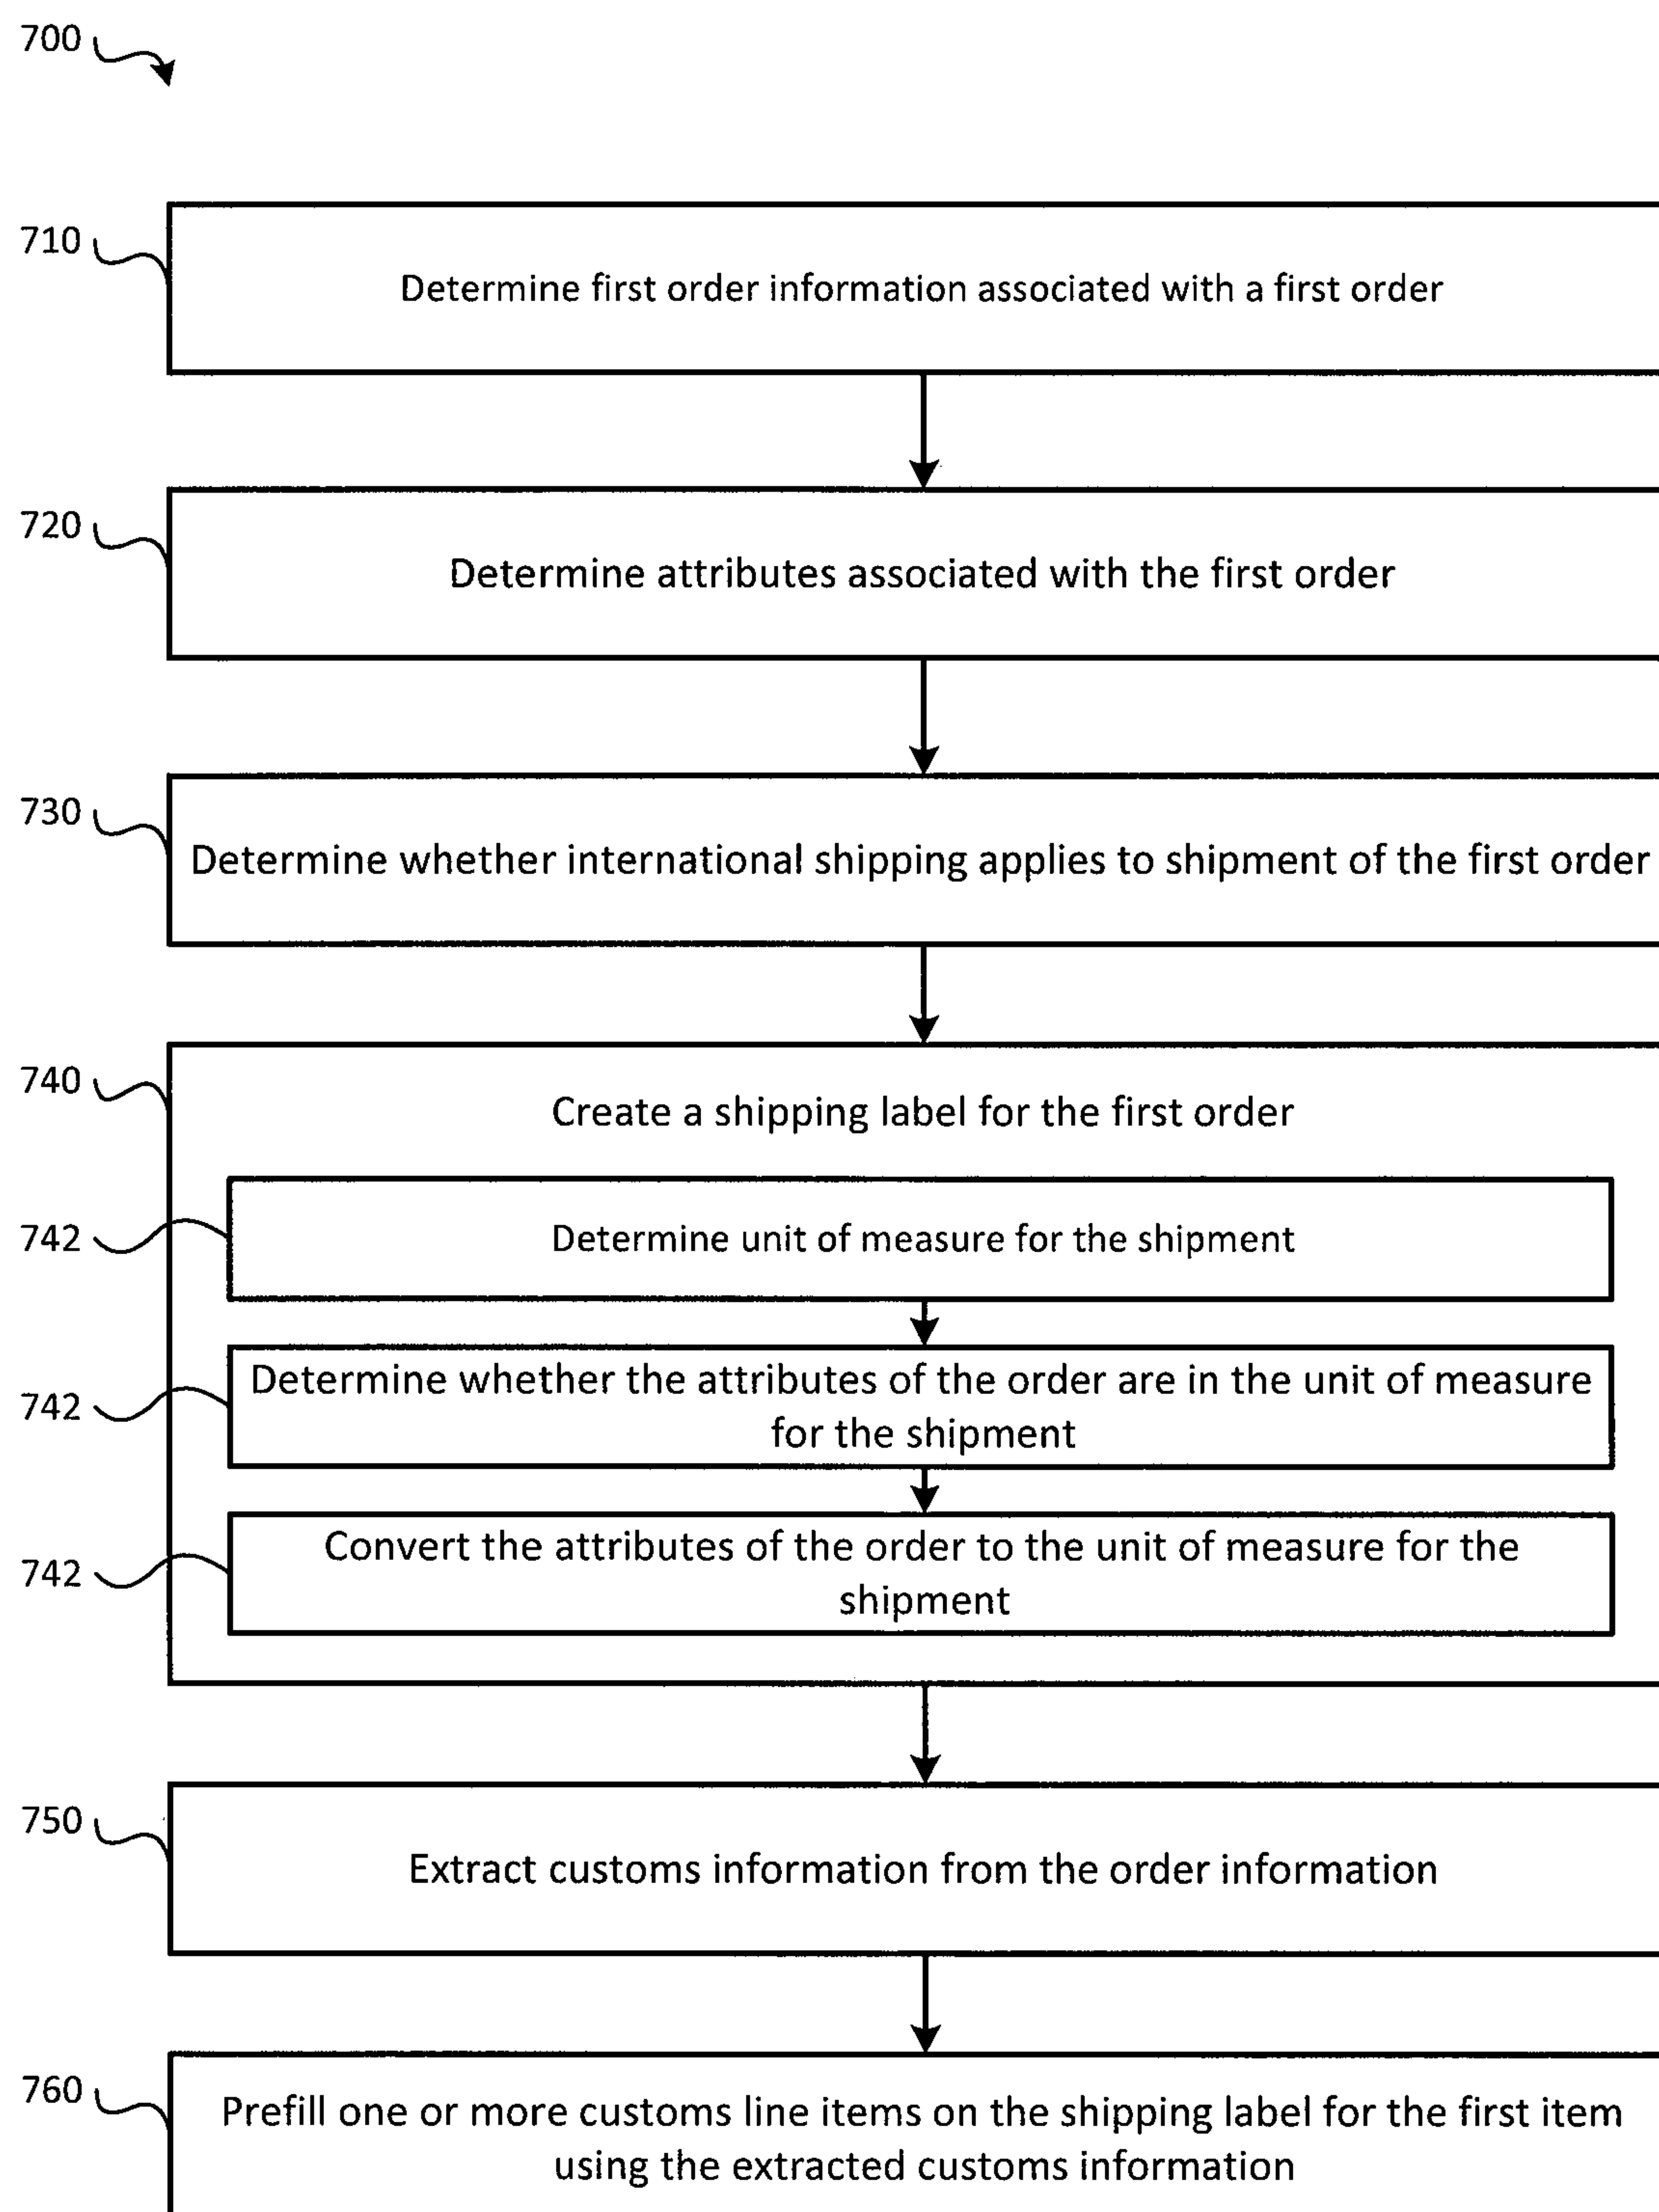 700
710
Determine first order information associated with a first order
720
Determine attributes associated with the first order
730
Determine whether international shipping applies to shipment of the first order
740
Create a shipping label for the first order
742
Determine unit of measure for the shipment
742
Determine whether the attributes of the order are in the unit of measure
for the shipment
742
Convert the attributes of the order to the unit of measure for the
shipment
750
Extract customs information from the order information
760
Prefill one or more customs line items on the shipping label for the first item
using the extracted customs information